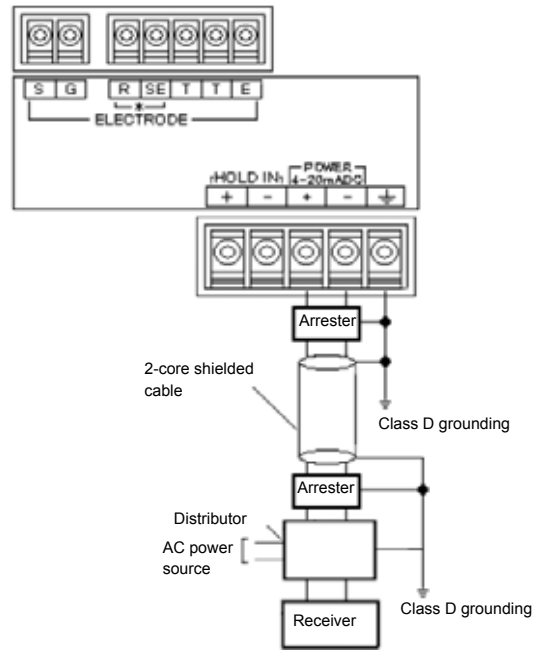 S G R SE T T E
*
ELECTRODE
HOLD IN
POWER
4-20mADC
+ - + -
Arrester
2-core shielded
cable
Class D grounding
Arrester
Distributor
AC power
source
Class D grounding
Receiver